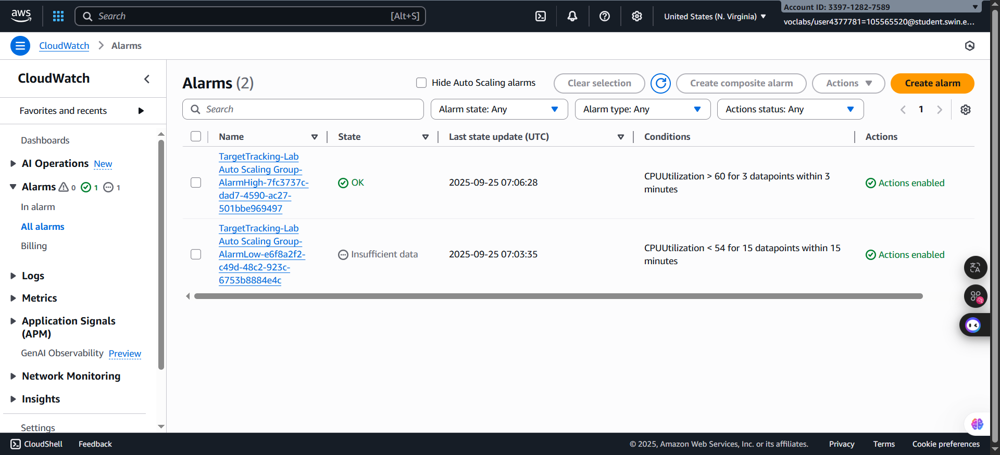 aws
Search [Alt+S]
United States (N. Virginia)
Account ID: 3397-1282-7589
voclabs/user4377781=105565520@student.swin.e...
CloudWatch Alarms
CloudWatch
Favorites and recents
Dashboards
AI Operations New
Alarms 0 1 1
In alarm
All alarms
Billing
Logs
Metrics
Application Signals
(APM)
GenAI Observability Preview
Network Monitoring
Insights
Settings
Alarms (2)
Hide Auto Scaling alarms
Clear selection
Create composite alarm
Actions
Create alarm
Search
Alarm state: Any
Alarm type: Any
Actions status: Any
1
Name State Last state update (UTC) Conditions Actions
TargetTracking-Lab
Auto Scaling Group-
AlarmHigh-7fc3737c-
dad7-4590-ac27-
501bbe969497
OK
2025-09-25 07:06:28
CPUUtilization > 60 for 3 datapoints within 3
minutes
Actions enabled
TargetTracking-Lab
Auto Scaling Group-
AlarmLow-e6f8a2f2-
c49d-48c2-923c-
6753b8884e4c
Insufficient data
2025-09-25 07:03:35
CPUUtilization < 54 for 15 datapoints within 15
minutes
Actions enabled
CloudShell Feedback
© 2025, Amazon Web Services, Inc. or its affiliates. Privacy Terms Cookie preferences